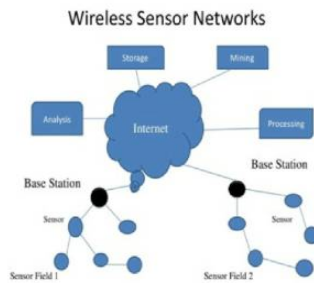 Wireless Sensor Networks
Storage
Mining
Analysis
Internet
Processing
Base Station
Base Station
Sensor
Sensor
Sensor Field 1
Sensor Field 2